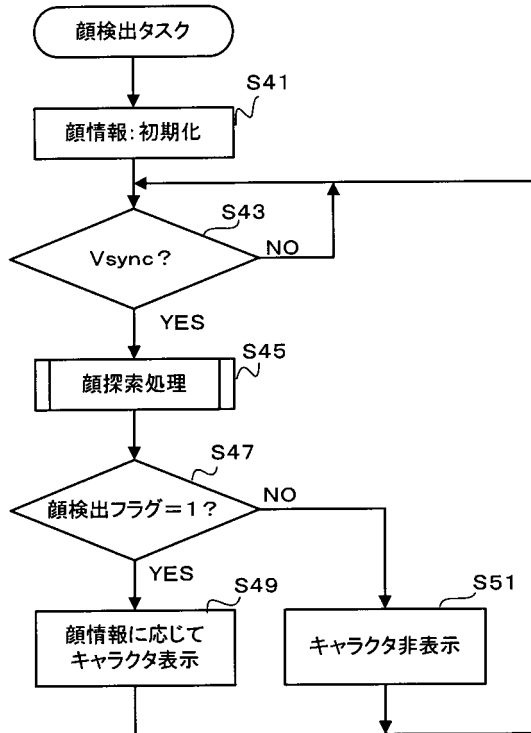 顔検出タスク
S41
顔情報:初期化
S43
Vsync?
NO
YES
S45
顔探索処理
S47
顔検出フラグ=1?
NO
YES
S49
顔情報に応じて
キャラクタ表示
S51
キャラクタ非表示